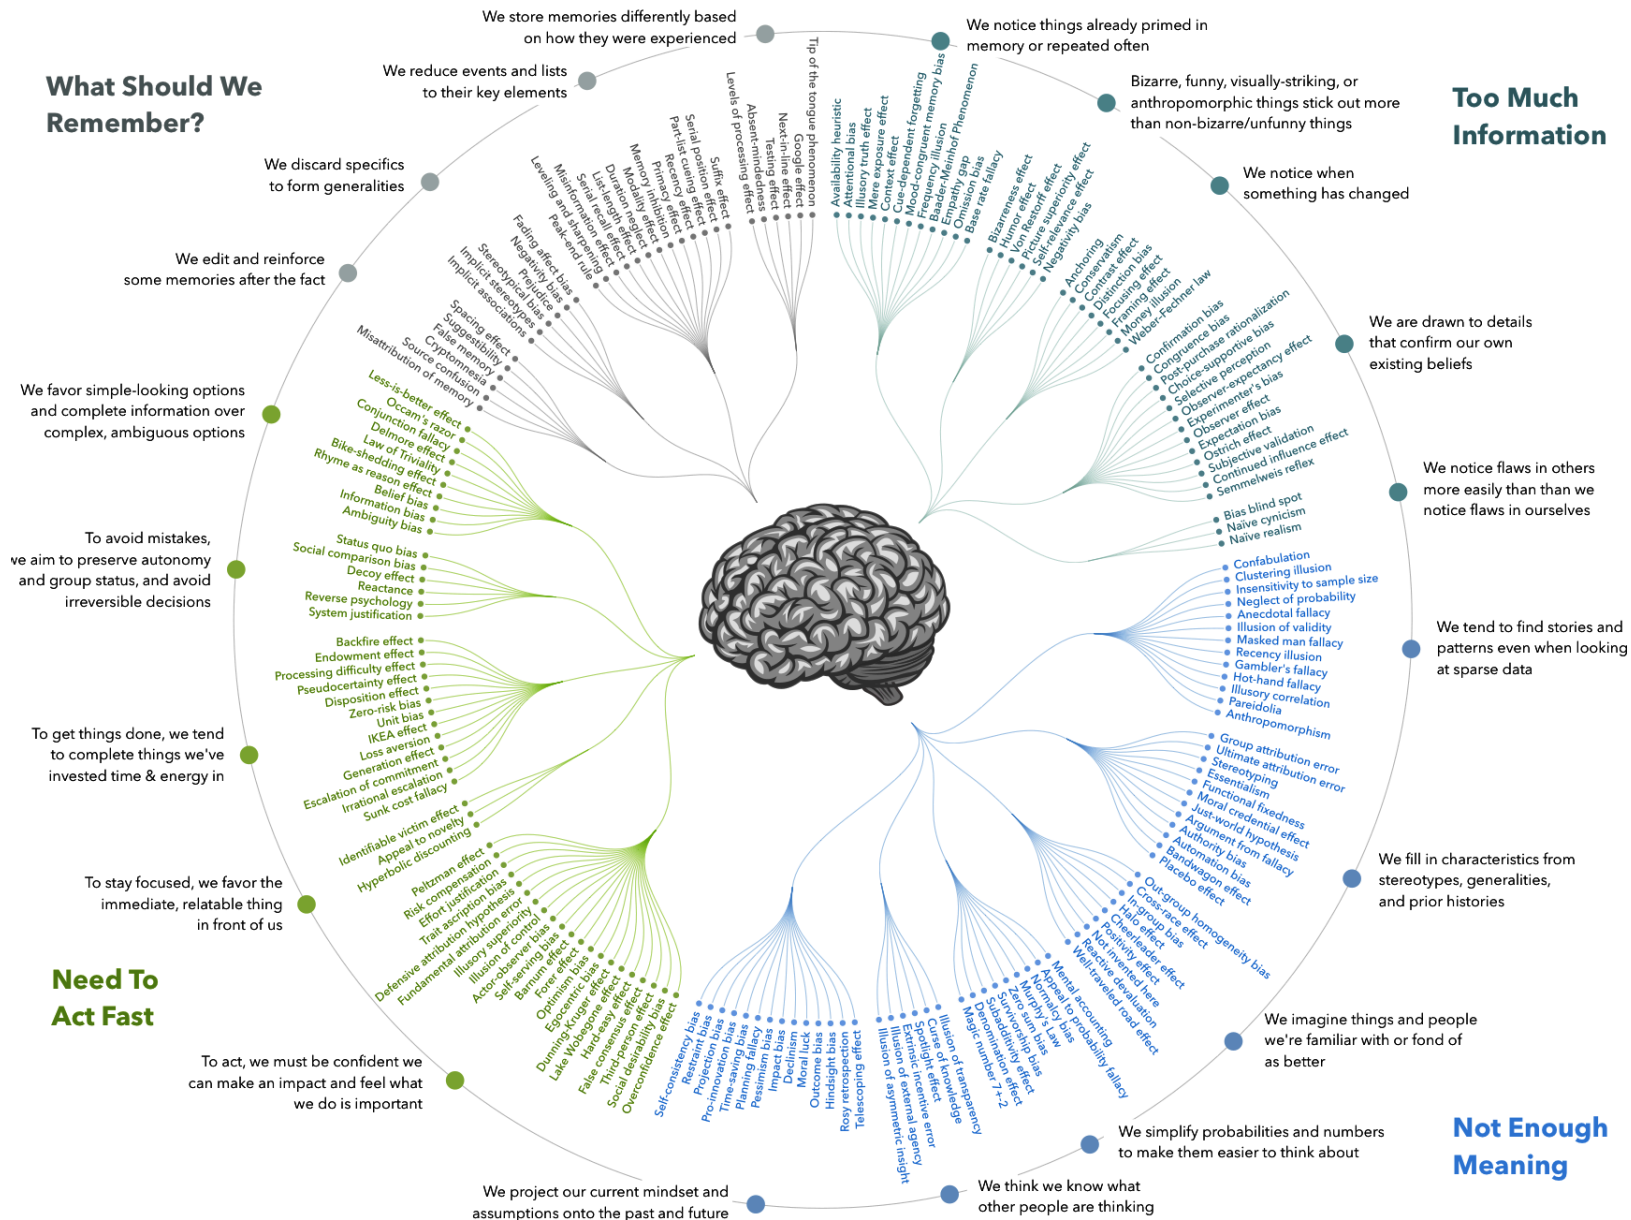 What Should We
Remember?
We store memories differently based
on how they were experienced
We reduce events and lists
to their key elements
We discard specifics
to form generalities
We edit and reinforce
some memories after the fact
Tip of the tongue phenomenon
Google effect
Next-in-line effect
Testing effect
Absent-mindedness
Levels of processing effect
Suffix effect
Serial position effect
Part-list cueing effect
Recency effect
Primacy effect
Memory inhibition
Modality effect
Duration neglect
List-length effect
Serial recall effect
Misinformation effect
Leveling and sharpening
Peak-end rule
Fading affect bias
Negativity bias
Prejudice
Stereotypical bias
Implicit stereotypes
Implicit associations
Spacing effect
Suggestibility
False memory
Cryptomnesia
Source confusion
Misattribution of memory
Too Much
Information
We notice things already primed in
memory or repeated often
Bizarre, funny, visually-striking, or
anthropomorphic things stick out more
than non-bizarre/unfunny things
We notice when
something has changed
We are drawn to details
that confirm our own
existing beliefs
We notice flaws in others
more easily than than we
notice flaws in ourselves
Availability heuristic
Attentional bias
Illusory truth effect
Mere exposure effect
Context effect
Cue-dependent forgetting
Mood-congruent memory bias
Frequency illusion
Baader-Meinhof Phenomenon
Empathy gap
Omission bias
Base rate fallacy
Bizarreness effect
Humor effect
Von Restorff effect
Picture superiority effect
Self-relevance effect
Negativity bias
Anchoring
Conservatism
Contrast effect
Distinction bias
Focusing effect
Framing effect
Money illusion
Weber-Fechner law
Confirmation bias
Congruence bias
Post-purchase rationalization
Choice-supportive bias
Selective perception
Observer-expectancy effect
Experimenter's bias
Observer effect
Expectation bias
Ostrich effect
Subjective validation
Continued influence effect
Semmelweis reflex
Bias blind spot
Naïve cynicism
Naïve realism
We tend to find stories and
patterns even when looking
at sparse data
We fill in characteristics from
stereotypes, generalities,
and prior histories
We imagine things and people
we're familiar with or fond of
as better
We simplify probabilities and numbers
to make them easier to think about
We think we know what
other people are thinking
We project our current mindset and
assumptions onto the past and future
Not Enough
Meaning
Confabulation
Clustering illusion
Insensitivity to sample size
Neglect of probability
Anecdotal fallacy
Illusion of validity
Masked man fallacy
Recency illusion
Gambler's fallacy
Hot-hand fallacy
Illusory correlation
Pareidolia
Anthropomorphism
Group attribution error
Ultimate attribution error
Stereotyping
Essentialism
Functional fixedness
Moral credential effect
Just-world hypothesis
Argument from fallacy
Authority bias
Automation bias
Bandwagon effect
Placebo effect
Out-group homogeneity bias
Cross-race effect
In-group bias
Halo effect
Cheerleader effect
Positivity effect
Not invented here
Reactive devaluation
Well-traveled road effect
Mental accounting
Appeal to probability fallacy
Normalcy bias
Murphy's Law
Zero sum bias
Survivorship bias
Subadditivity effect
Denomination effect
Magic number 7+-2
Illusion of transparency
Curse of knowledge
Spotlight effect
Extrinsic incentive error
Illusion of external agency
Illusion of asymmetric insight
Telescoping effect
Rosy retrospection
Hindsight bias
Outcome bias
Moral luck
Declinism
Impact bias
Pessimism bias
Planning fallacy
Time-saving bias
Pro-innovation bias
Projection bias
Restraint bias
Self-consistency bias
We favor simple-looking options
and complete information over
complex, ambiguous options
To avoid mistakes,
we aim to preserve autonomy
and group status, and avoid
irreversible decisions
To get things done, we tend
to complete things we've
invested time & energy in
To stay focused, we favor the
immediate, relatable thing
in front of us
To act, we must be confident we
can make an impact and feel what
we do is important
Need To
Act Fast
Less-is-better effect
Occam's razor
Conjunction fallacy
Delmore effect
Law of Triviality
Bike-shedding effect
Rhyme as reason effect
Belief bias
Information bias
Ambiguity bias
Status quo bias
Social comparison bias
Decoy effect
Reactance
Reverse psychology
System justification
Backfire effect
Endowment effect
Processing difficulty effect
Pseudocertainty effect
Disposition effect
Zero-risk bias
Unit bias
IKEA effect
Loss aversion
Generation effect
Escalation of commitment
Irrational escalation
Sunk cost fallacy
Identifiable victim effect
Appeal to novelty
Hyperbolic discounting
Peltzman effect
Risk compensation
Effort justification
Trait ascription bias
Defensive attribution hypothesis
Fundamental attribution error
Illusory superiority
Illusion of control
Actor-observer bias
Self-serving bias
Barnum effect
Forer effect
Optimism bias
Egocentric bias
Dunning-Kruger effect
Lake Wobegone effect
Hard-easy effect
False consensus effect
Third-person effect
Social desirability bias
Overconfidence effect